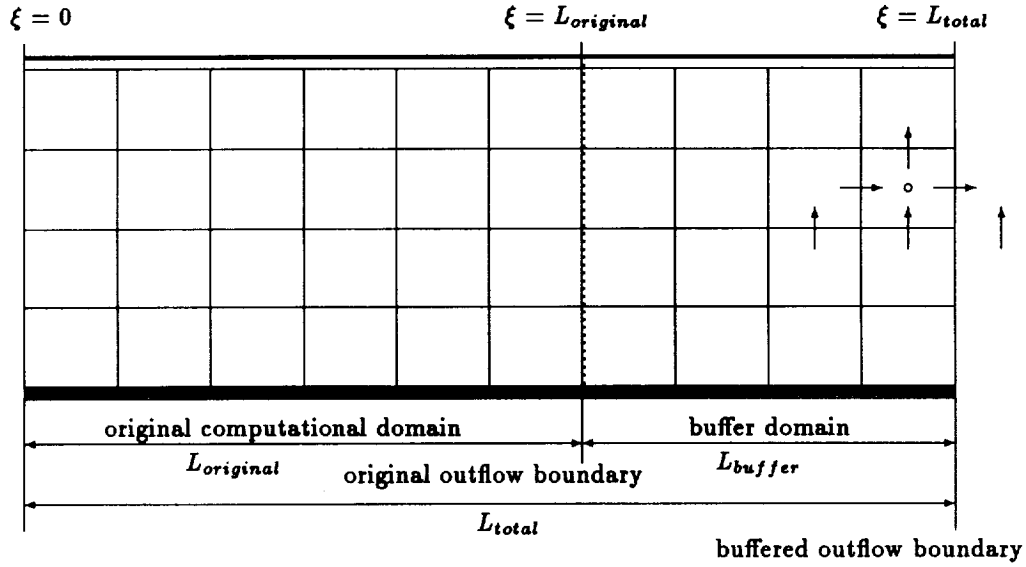 ξ = 0
ξ = L_original
ξ = L_total
original computational domain
buffer domain
L_original
L_buffer
original outflow boundary
L_total
buffered outflow boundary